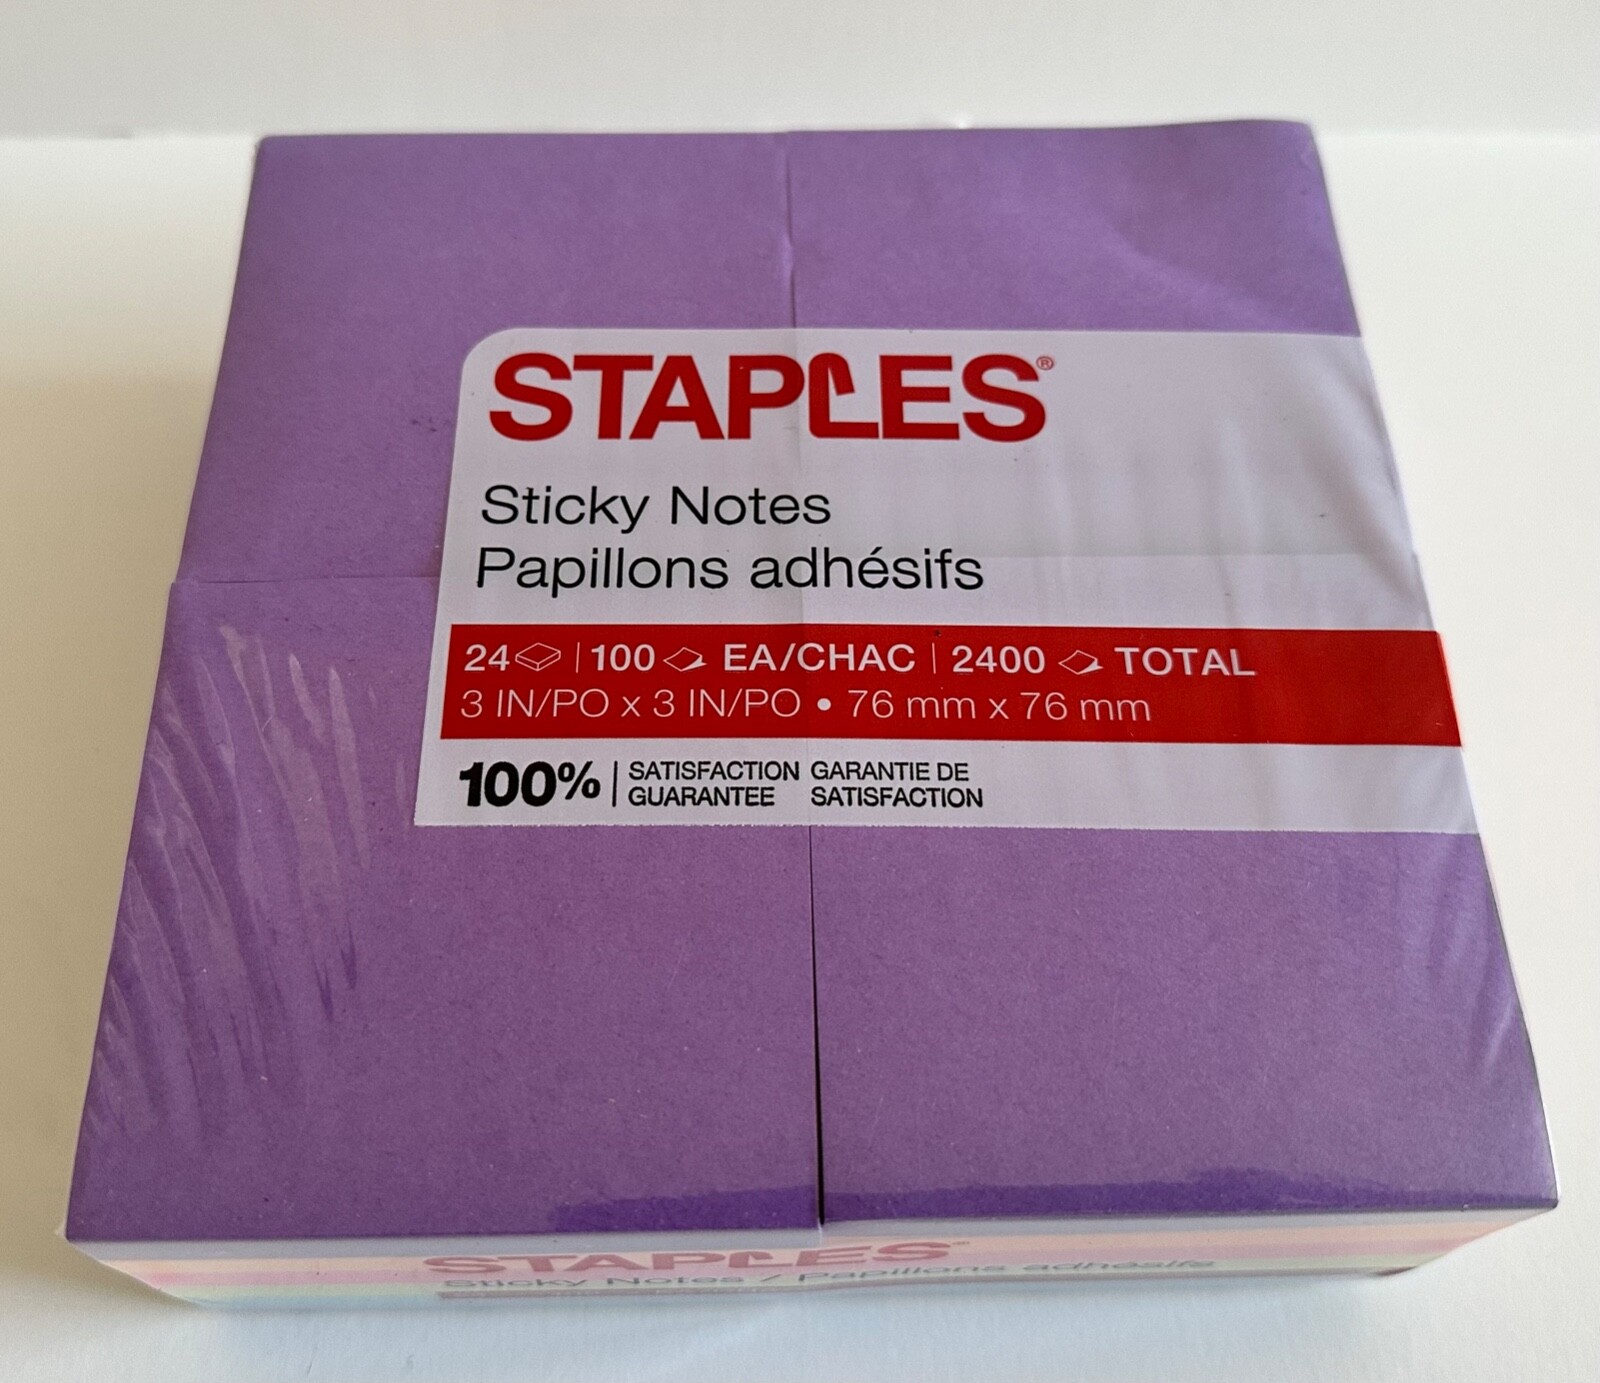 STAPLES®
Sticky Notes
Papillons adhésifs
24 | 100 EA/CHAC | 2400 TOTAL
3 IN/PO x 3 IN/PO • 76 mm x 76 mm
100% | SATISFACTION GUARANTEE GARANTIE DE SATISFACTION
STAPLES
Sticky Notes / Papillons adhésifs